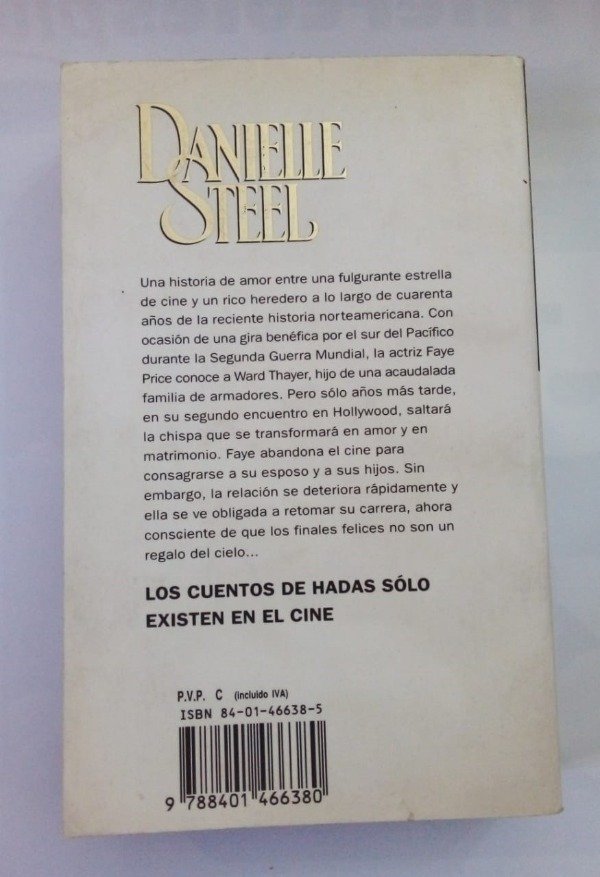 DANIELLE
STEEL
Una historia de amor entre una fulgurante estrella
de cine y un rico heredero a lo largo de cuarenta
años de la reciente historia norteamericana. Con
ocasión de una gira benéfica por el sur del Pacífico
durante la Segunda Guerra Mundial, la actriz Faye
Price conoce a Ward Thayer, hijo de una acaudalada
familia de armadores. Pero sólo años más tarde,
en su segundo encuentro en Hollywood, saltará
la chispa que se transformará en amor y en
matrimonio. Faye abandona el cine para
consagrarse a su esposo y a sus hijos. Sin
embargo, la relación se deteriora rápidamente y
ella se ve obligada a retomar su carrera, ahora
consciente de que los finales felices no son un
regalo del cielo...
LOS CUENTOS DE HADAS SÓLO
EXISTEN EN EL CINE
P.V.P. C (incluido IVA)
ISBN 84-01-46638-5
9 788401 466380